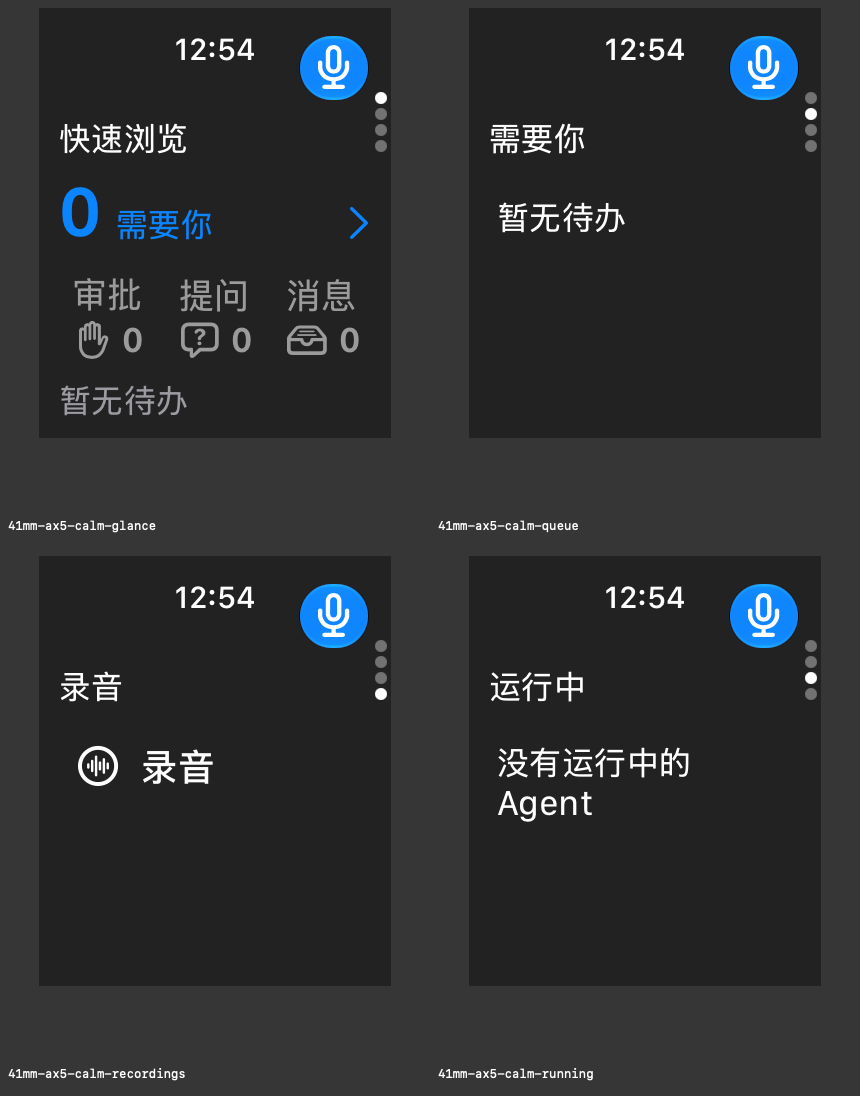 12:54
快速浏览
0 需要你
审批 提问 消息
0 0 0
暂无待办
41mm-ax5-calm-glance
12:54
需要你
暂无待办
41mm-ax5-calm-queue
12:54
录音
录音
41mm-ax5-calm-recordings
12:54
运行中
没有运行中的
Agent
41mm-ax5-calm-running